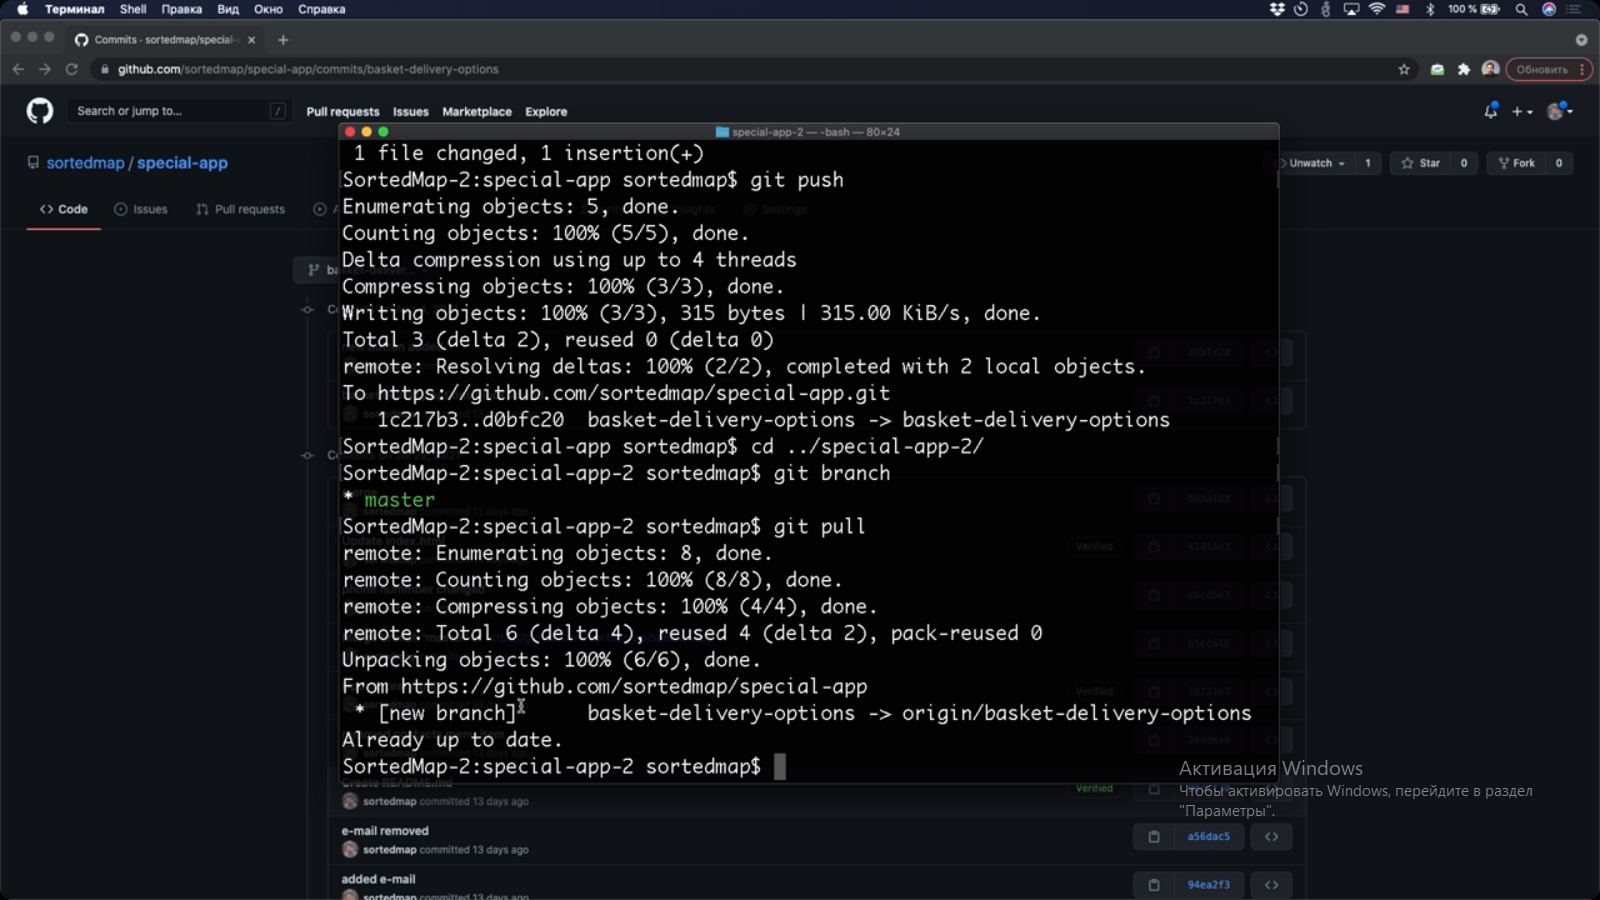 Терминал Shell Правка Вид Окно Справка 100 %
Commits · sortedmap/special-
github.com/sortedmap/special-app/commits/basket-delivery-options
Обновить
Search or jump to... /
Pull requests Issues Marketplace Explore
special-app-2 — -bash — 80×24
sortedmap / special-app
Unwatch 1 Star 0 Fork 0
Code Issues Pull requests Settings
1 file changed, 1 insertion(+)
SortedMap-2:special-app sortedmap$ git push
Enumerating objects: 5, done.
Counting objects: 100% (5/5), done.
Delta compression using up to 4 threads
Compressing objects: 100% (3/3), done.
Writing objects: 100% (3/3), 315 bytes | 315.00 KiB/s, done.
Total 3 (delta 2), reused 0 (delta 0)
remote: Resolving deltas: 100% (2/2), completed with 2 local objects.
To https://github.com/sortedmap/special-app.git
1c217b3..d0bfc20 basket-delivery-options -> basket-delivery-options
SortedMap-2:special-app sortedmap$ cd ../special-app-2/
SortedMap-2:special-app-2 sortedmap$ git branch
* master
SortedMap-2:special-app-2 sortedmap$ git pull
remote: Enumerating objects: 8, done.
remote: Counting objects: 100% (8/8), done.
remote: Compressing objects: 100% (4/4), done.
remote: Total 6 (delta 4), reused 4 (delta 2), pack-reused 0
Unpacking objects: 100% (6/6), done.
From https://github.com/sortedmap/special-app
* [new branch] basket-delivery-options -> origin/basket-delivery-options
Already up to date.
SortedMap-2:special-app-2 sortedmap$
Активация Windows
Чтобы активировать Windows, перейдите в раздел
"Параметры".
Create README.md
Verified
sortedmap committed 13 days ago
e-mail removed
sortedmap committed 13 days ago
a56dac5
added e-mail
sortedmap committed 13 days ago
94ea2f3